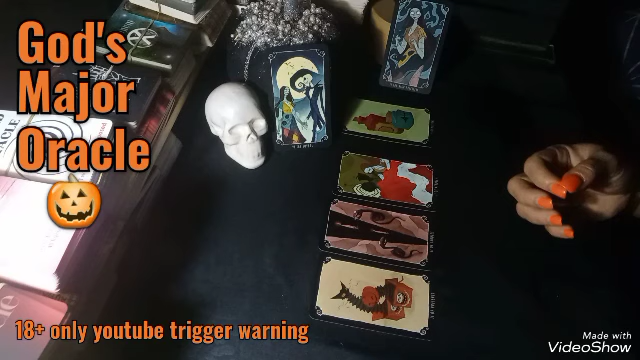 God's
Major
Oracle
18+ only youtube trigger warning
Made with
VideoShow